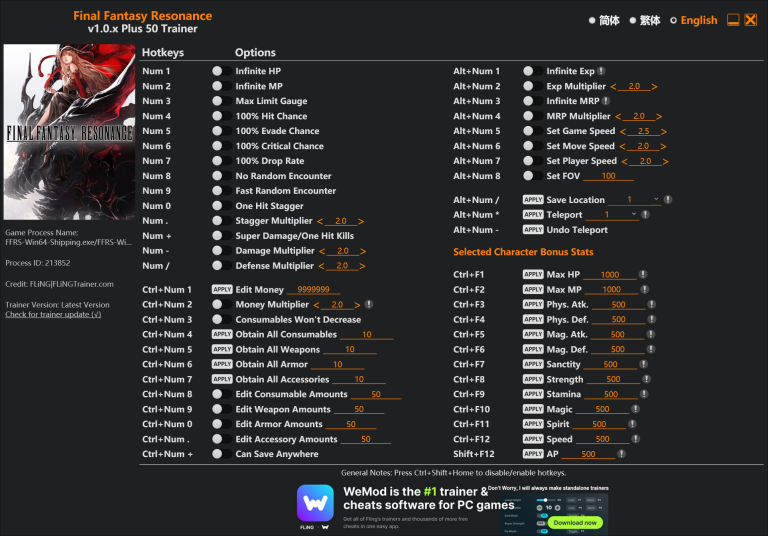 Final Fantasy Resonance
v1.0.x Plus 50 Trainer
简体 繁体 English
FINAL FANTASY RESONANCE
Game Process Name:
FFRS-Win64-Shipping.exe/FFRS-Wi...
Process ID: 213852
Credit: FLiNG|FLiNGTrainer.com
Trainer Version: Latest Version
Check for trainer update (√)
Hotkeys Options
Num 1 Infinite HP
Num 2 Infinite MP
Num 3 Max Limit Gauge
Num 4 100% Hit Chance
Num 5 100% Evade Chance
Num 6 100% Critical Chance
Num 7 100% Drop Rate
Num 8 No Random Encounter
Num 9 Fast Random Encounter
Num 0 One Hit Stagger
Num . Stagger Multiplier < 2.0 >
Num + Super Damage/One Hit Kills
Num - Damage Multiplier < 2.0 >
Num / Defense Multiplier < 2.0 >
Ctrl+Num 1 APPLY Edit Money 9999999
Ctrl+Num 2 Money Multiplier < 2.0 > !
Ctrl+Num 3 Consumables Won't Decrease
Ctrl+Num 4 APPLY Obtain All Consumables 10
Ctrl+Num 5 APPLY Obtain All Weapons 10
Ctrl+Num 6 APPLY Obtain All Armor 10
Ctrl+Num 7 APPLY Obtain All Accessories 10
Ctrl+Num 8 Edit Consumable Amounts 50
Ctrl+Num 9 Edit Weapon Amounts 50
Ctrl+Num 0 Edit Armor Amounts 50
Ctrl+Num . Edit Accessory Amounts 50
Ctrl+Num + Can Save Anywhere
Alt+Num 1 Infinite Exp !
Alt+Num 2 Exp Multiplier < 2.0 >
Alt+Num 3 Infinite MRP !
Alt+Num 4 MRP Multiplier < 2.0 >
Alt+Num 5 Set Game Speed < 2.5 >
Alt+Num 6 Set Move Speed < 2.0 >
Alt+Num 7 Set Player Speed < 2.0 >
Alt+Num 8 Set FOV 100
Alt+Num / APPLY Save Location 1 !
Alt+Num * APPLY Teleport 1 !
Alt+Num - APPLY Undo Teleport
Selected Character Bonus Stats
Ctrl+F1 APPLY Max HP 1000 !
Ctrl+F2 APPLY Max MP 1000 !
Ctrl+F3 APPLY Phys. Atk. 500 !
Ctrl+F4 APPLY Phys. Def. 500 !
Ctrl+F5 APPLY Mag. Atk. 500 !
Ctrl+F6 APPLY Mag. Def. 500 !
Ctrl+F7 APPLY Sanctity 500 !
Ctrl+F8 APPLY Strength 500 !
Ctrl+F9 APPLY Stamina 500 !
Ctrl+F10 APPLY Magic 500 !
Ctrl+F11 APPLY Spirit 500 !
Ctrl+F12 APPLY Speed 500 !
Shift+F12 APPLY AP 500 !
General Notes: Press Ctrl+Shift+Home to disable/enable hotkeys.
FLiNG W
WeMod is the #1 trainer &
cheats software for PC games
Get all of Fling's trainers and thousands of more free
cheats in one easy app.
Don't Worry, I will always make standalone trainers
10
Download now